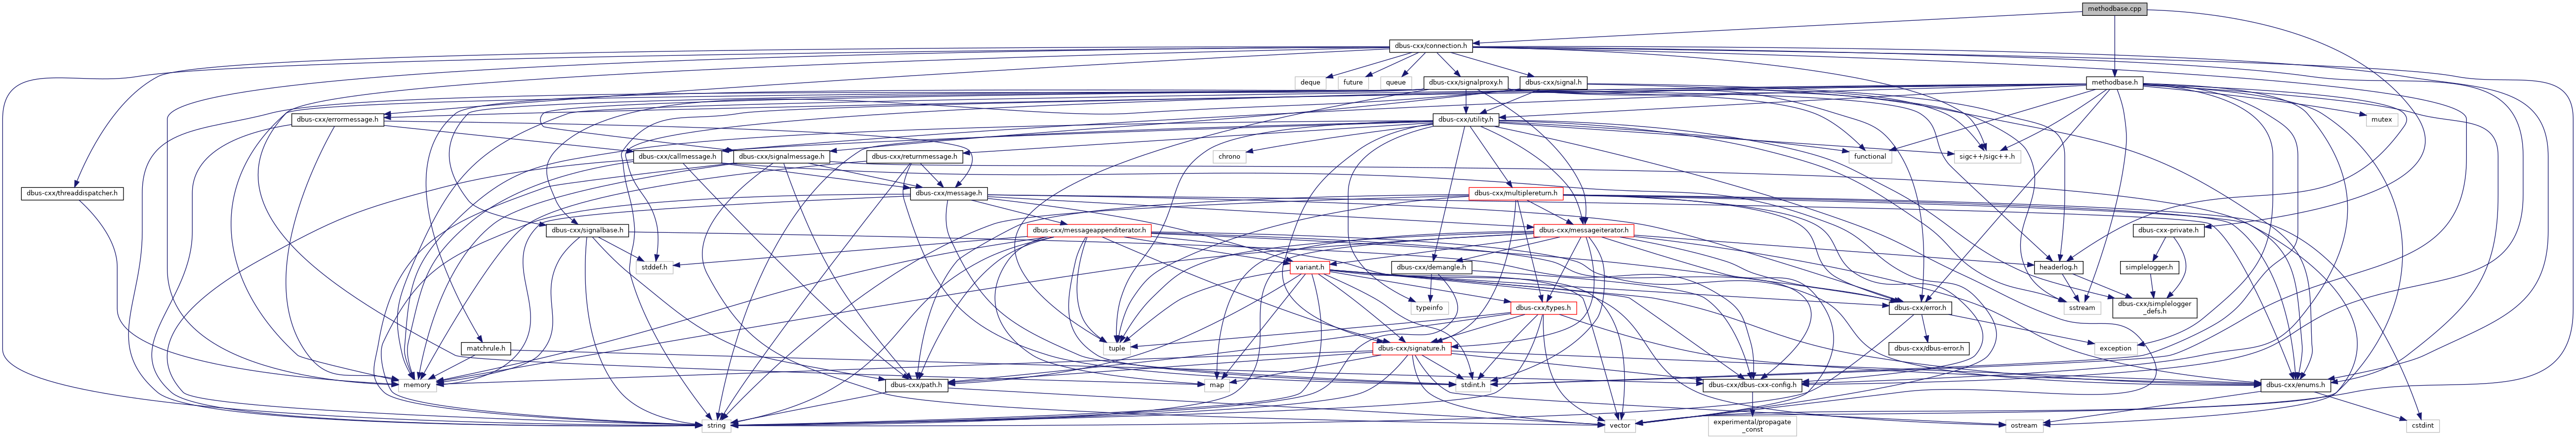 methodbase.cpp
dbus-cxx/connection.h
deque
future
queue
dbus-cxx/signalproxy.h
dbus-cxx/signal.h
methodbase.h
dbus-cxx/errormessage.h
dbus-cxx/utility.h
mutex
dbus-cxx/callmessage.h
dbus-cxx/signalmessage.h
dbus-cxx/returnmessage.h
chrono
functional
sigc++/sigc++.h
dbus-cxx/threaddispatcher.h
dbus-cxx/message.h
dbus-cxx/multiplereturn.h
dbus-cxx/signalbase.h
dbus-cxx/messageappenditerator.h
dbus-cxx/messageiterator.h
dbus-cxx-private.h
stddef.h
variant.h
dbus-cxx/demangle.h
headerlog.h
simplelogger.h
typeinfo
dbus-cxx/types.h
dbus-cxx/error.h
sstream
dbus-cxx/simplelogger
_defs.h
matchrule.h
tuple
dbus-cxx/signature.h
dbus-cxx/dbus-error.h
exception
memory
dbus-cxx/path.h
map
stdint.h
dbus-cxx/dbus-cxx-config.h
dbus-cxx/enums.h
string
vector
experimental/propagate
_const
ostream
cstdint